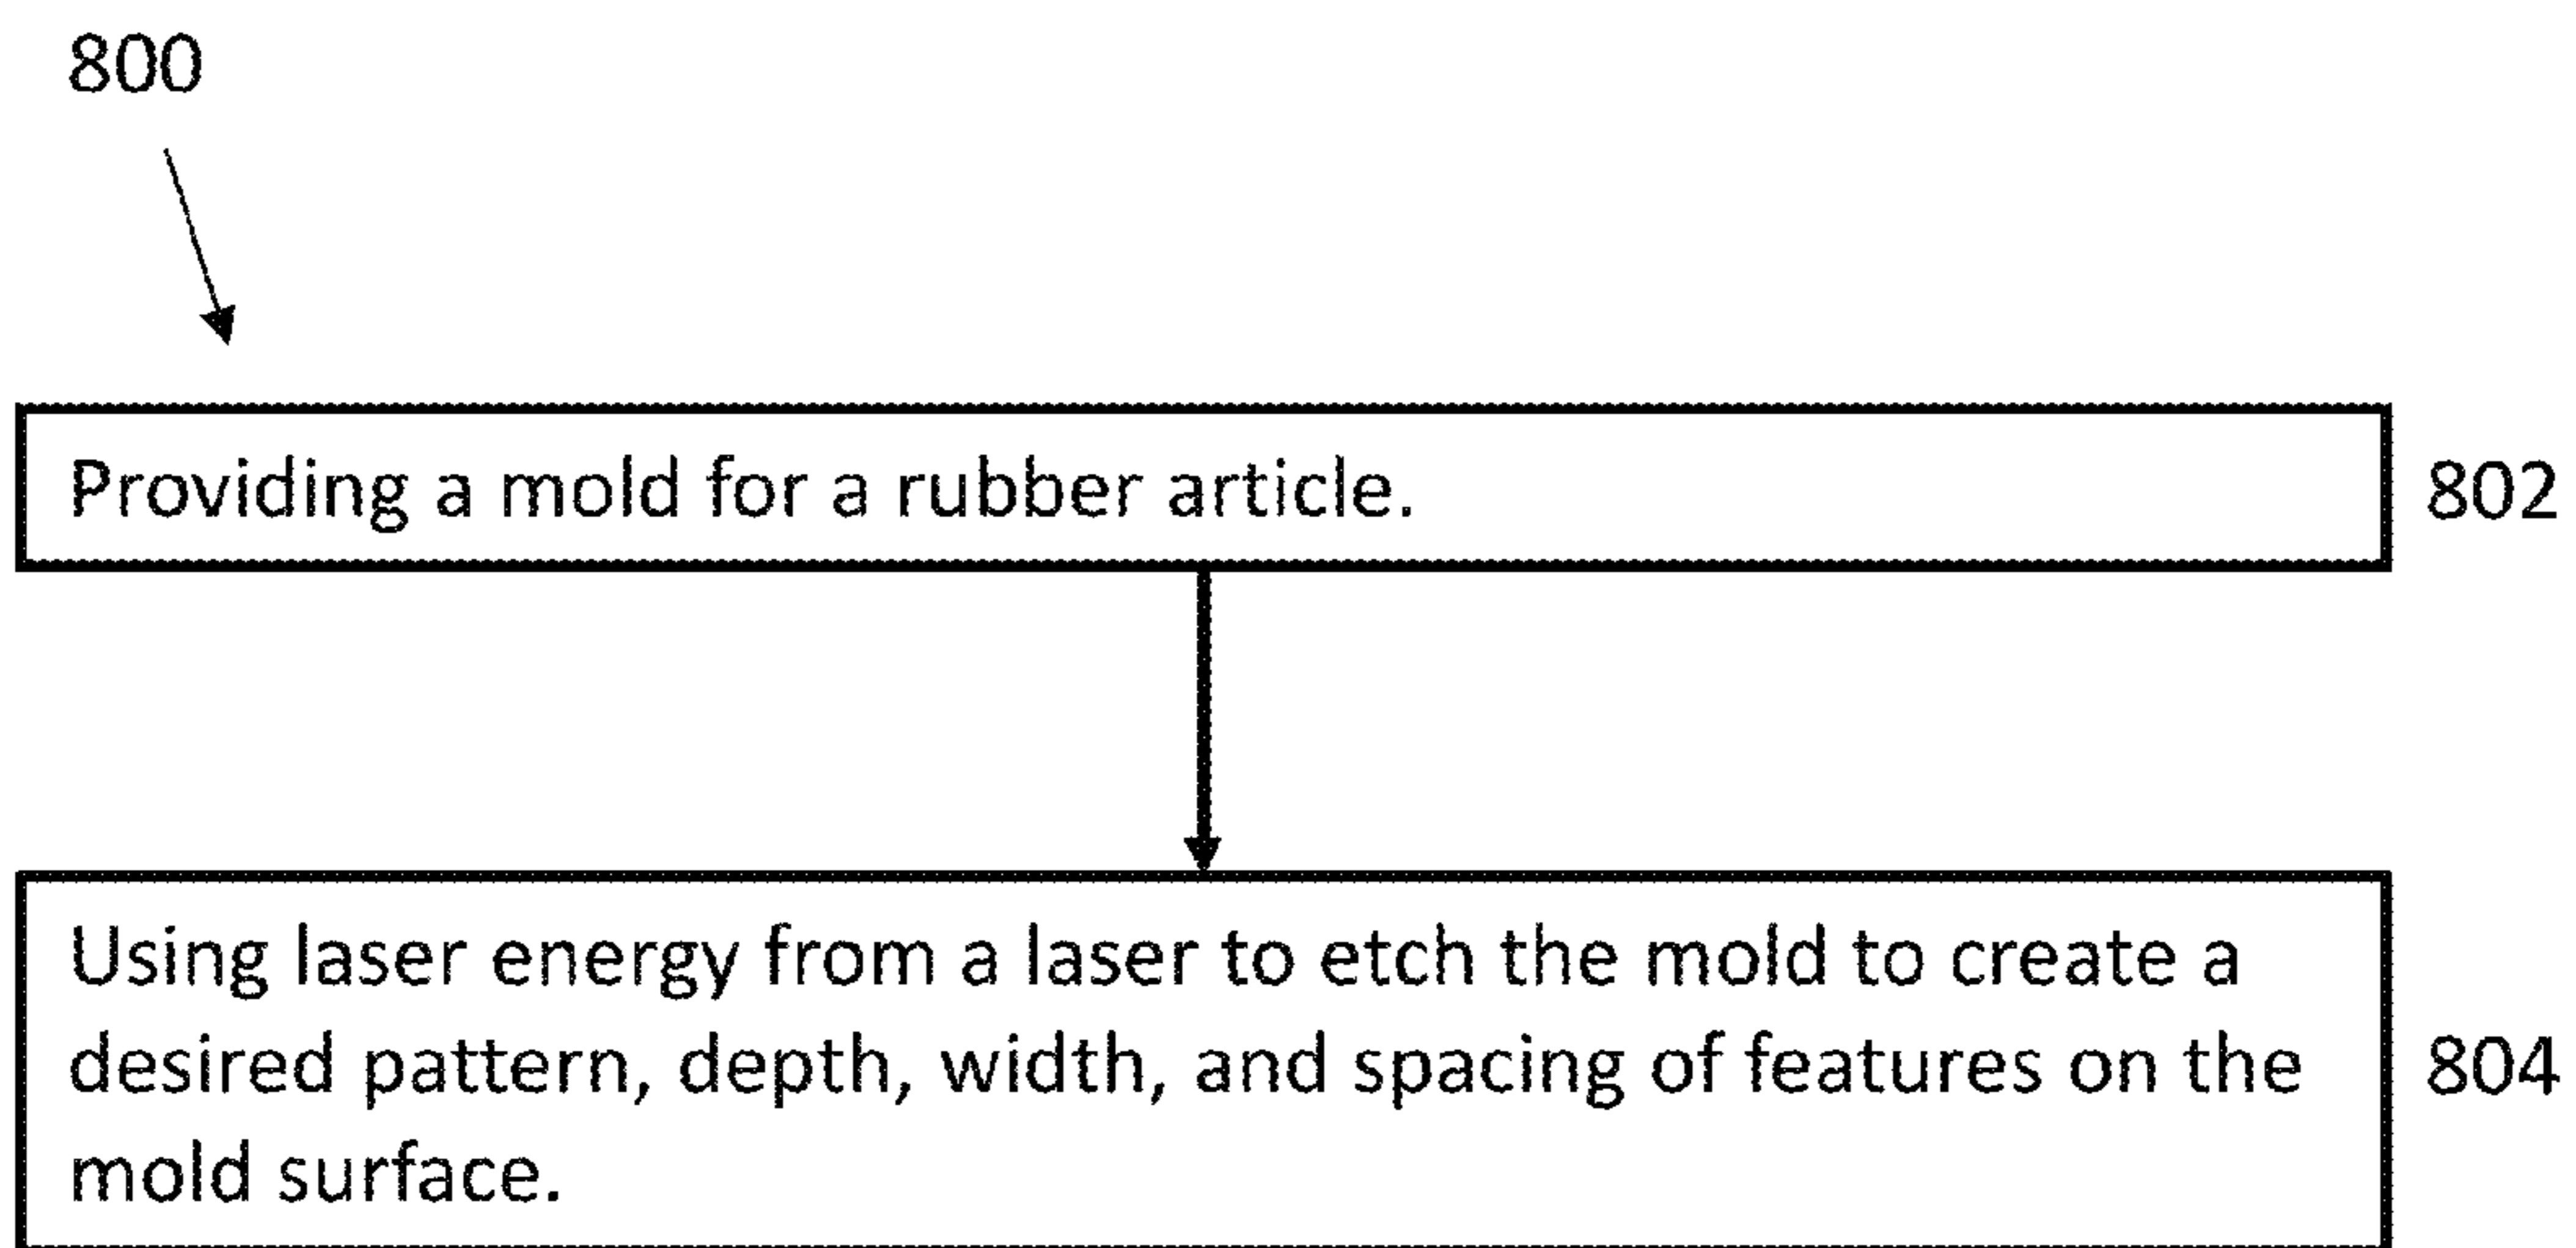 800
Providing a mold for a rubber article.
802
Using laser energy from a laser to etch the mold to create a
desired pattern, depth, width, and spacing of features on the
mold surface.
804